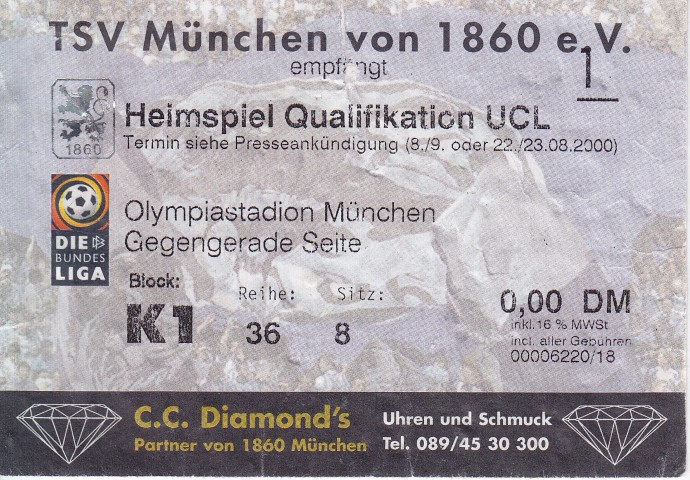 TSV München von 1860 e.V.
empfängt
1
1860
Heimspiel Qualifikation UCL
Termin siehe Presseankündigung (8./9. oder 22./23.08.2000)
DIE
BUNDES
LIGA
Olympiastadion München
Gegengerade Seite
Block: Reihe: Sitz:
K1 36 8
0,00 DM
inkl.16 % MWSt
incl. aller Gebühren
00006220/18
C.C. Diamond's
Partner von 1860 München
Uhren und Schmuck
Tel. 089/45 30 300